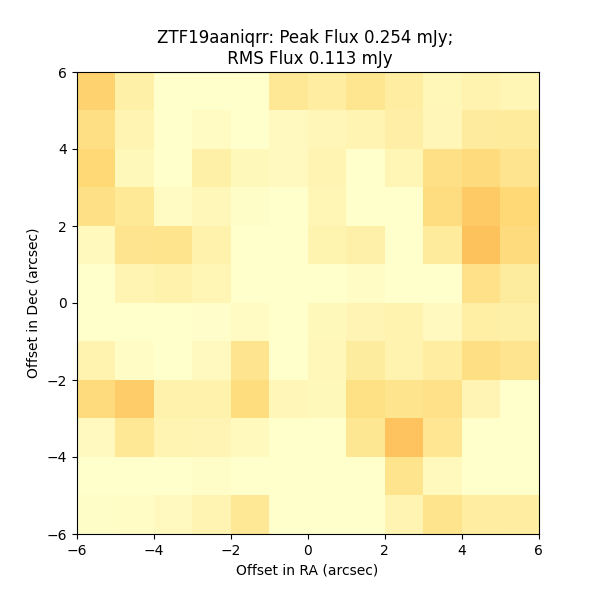 ZTF19aaniqrr: Peak Flux 0.254 mJy;
RMS Flux 0.113 mJy
6
4
2
0
−2
−4
−6
Offset in Dec (arcsec)
−6 −4 −2 0 2 4 6
Offset in RA (arcsec)